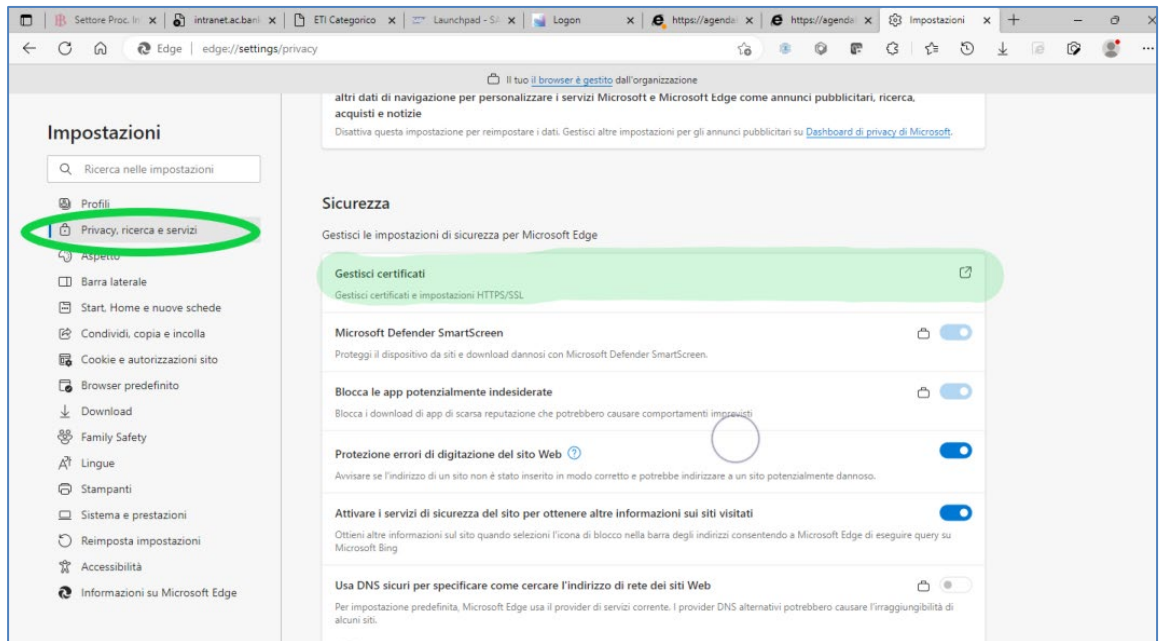 Settore Proc. In
intranet.ac.bank
ETI Categorico
Launchpad - SA
Logon
https://agenda
https://agenda
Impostazioni
Edge | edge://settings/privacy
Il tuo il browser è gestito dall'organizzazione
altri dati di navigazione per personalizzare i servizi Microsoft e Microsoft Edge come annunci pubblicitari, ricerca,
acquisti e notizie
Disattiva questa impostazione per reimpostare i dati. Gestisci altre impostazioni per gli annunci pubblicitari su Dashboard di privacy di Microsoft.
Impostazioni
Ricerca nelle impostazioni
Profili
Privacy, ricerca e servizi
Aspetto
Barra laterale
Start, Home e nuove schede
Condividi, copia e incolla
Cookie e autorizzazioni sito
Browser predefinito
Download
Family Safety
Lingue
Stampanti
Sistema e prestazioni
Reimposta impostazioni
Accessibilità
Informazioni su Microsoft Edge
Sicurezza
Gestisci le impostazioni di sicurezza per Microsoft Edge
Gestisci certificati
Gestisci certificati e impostazioni HTTPS/SSL
Microsoft Defender SmartScreen
Proteggi il dispositivo da siti e download dannosi con Microsoft Defender SmartScreen.
Blocca le app potenzialmente indesiderate
Blocca i download di app di scarsa reputazione che potrebbero causare comportamenti imprevisti
Protezione errori di digitazione del sito Web
Avvisare se l'indirizzo di un sito non è stato inserito in modo corretto e potrebbe indirizzare a un sito potenzialmente dannoso.
Attivare i servizi di sicurezza del sito per ottenere altre informazioni sui siti visitati
Ottieni altre informazioni sul sito quando selezioni l'icona di blocco nella barra degli indirizzi consentendo a Microsoft Edge di eseguire query su
Microsoft Bing
Usa DNS sicuri per specificare come cercare l'indirizzo di rete dei siti Web
Per impostazione predefinita, Microsoft Edge usa il provider di servizi corrente. I provider DNS alternativi potrebbero causare l'irraggiungibilità di
alcuni siti.